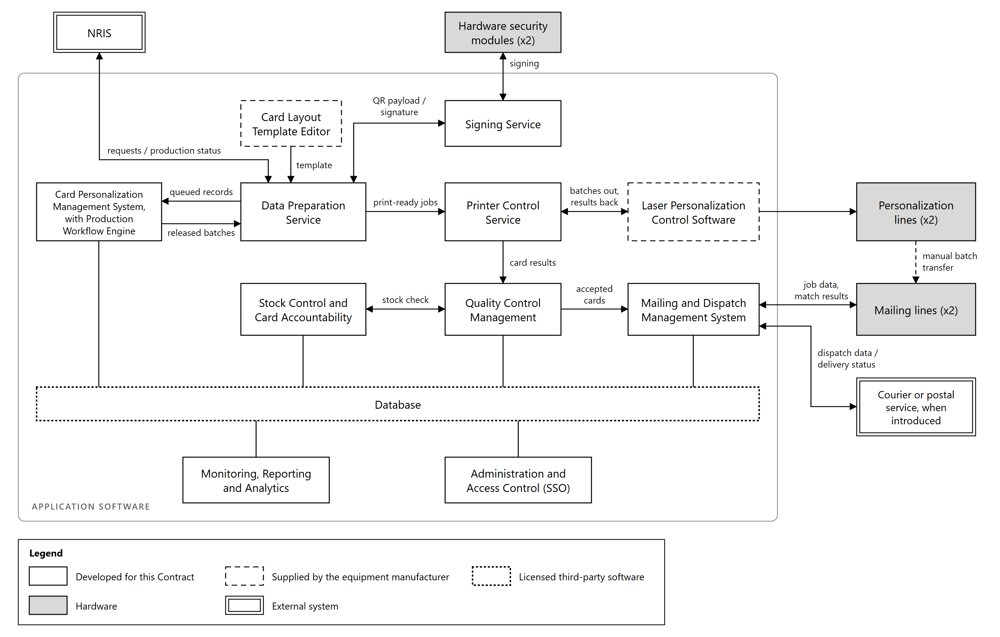 NRIS
Hardware security
modules (x2)
signing
QR payload /
signature
Card Layout
Template Editor
Signing Service
requests / production status
template
Card Personalization
Management System,
with Production
Workflow Engine
queued records
released batches
Data Preparation
Service
print-ready jobs
Printer Control
Service
batches out,
results back
Laser Personalization
Control Software
Personalization
lines (x2)
card results
manual batch
transfer
Stock Control and
Card Accountability
stock check
Quality Control
Management
accepted
cards
Mailing and Dispatch
Management System
job data,
match results
Mailing lines (x2)
dispatch data /
delivery status
Database
Courier or postal
service, when
introduced
Monitoring, Reporting
and Analytics
Administration and
Access Control (SSO)
APPLICATION SOFTWARE
Legend
Developed for this Contract
Supplied by the equipment manufacturer
Licensed third-party software
Hardware
External system